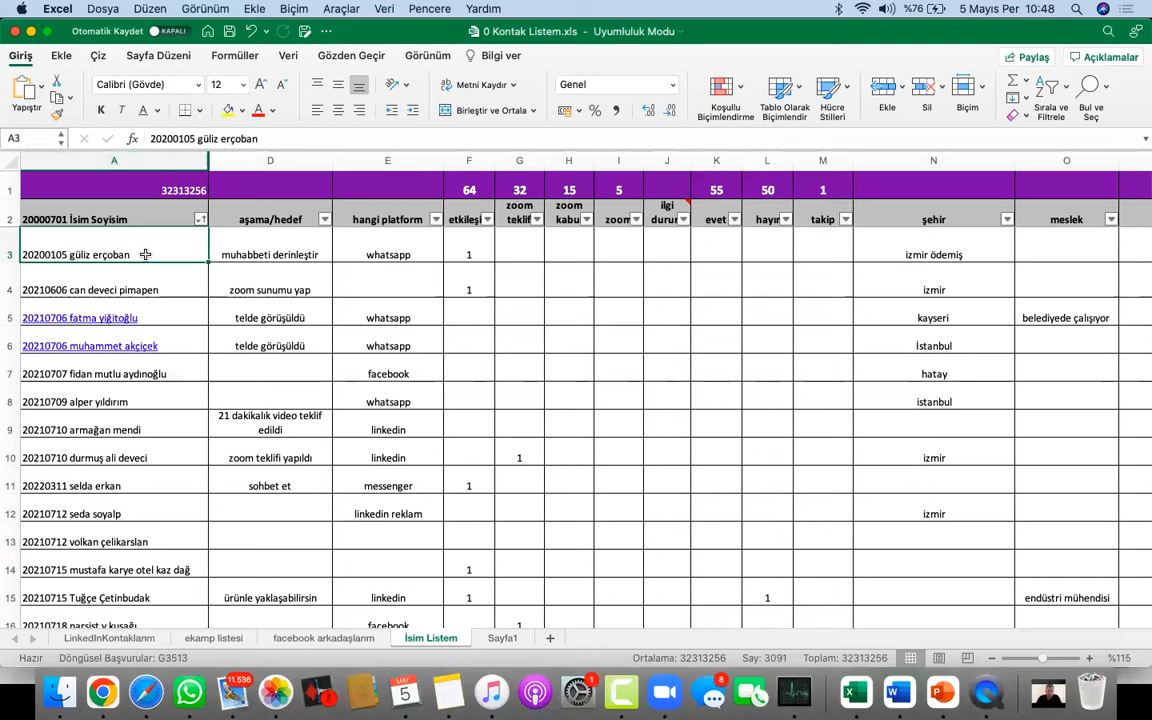 Excel Dosya Düzen Görünüm Ekle Biçim Araçlar Veri Pencere Yardım %76 5 Mayıs Per 10:48
Otomatik Kaydet KAPALI 0 Kontak Listem.xls - Uyumluluk Modu
Giriş Ekle Çiz Sayfa Düzeni Formüller Veri Gözden Geçir Görünüm Bilgi ver Paylaş Açıklamalar
Yapıştır Calibri (Gövde) 12 Metni Kaydır Genel Koşullu Biçimlendirme Tablo Olarak Biçimlendir Hücre Stilleri Ekle Sil Biçim Sırala ve Filtrele Bul ve Seç
K T A Birleştir ve Ortala %
A3 fx 20200105 güliz erçoban
A D E F G H I J K L M N O
1 32313256 64 32 15 5 55 50 1
2 20000701 İsim Soyisim aşama/hedef hangi platform etkileşi zoom teklif zoom kabu zoom ilgi durum evet hayır takip şehir meslek
3 20200105 güliz erçoban muhabbeti derinleştir whatsapp 1 izmir ödemiş
4 20210606 can deveci pimapen zoom sunumu yap 1 izmir
5 20210706 fatma yiğitoğlu telde görüşüldü whatsapp kayseri belediyede çalışıyor
6 20210706 muhammet akçiçek telde görüşüldü whatsapp İstanbul
7 20210707 fidan mutlu aydınoğlu facebook hatay
8 20210709 alper yıldırım whatsapp istanbul
9 20210710 armağan mendi 21 dakikalık video teklif edildi linkedin
10 20210710 durmuş ali deveci zoom teklifi yapıldı linkedin 1 izmir
11 20220311 selda erkan sohbet et messenger 1
12 20210712 seda soyalp linkedin reklam izmir
13 20210712 volkan çelikarslan
14 20210715 mustafa karye otel kaz dağ 1
15 20210715 Tuğçe Çetinbudak ürünle yaklaşabilirsin linkedin 1 1 endüstri mühendisi
16 20210718 facebook 1
LinkedInKontaklarım ekamp listesi facebook arkadaşlarım İsim Listem Sayfa1
Hazır Döngüsel Başvurular: G3513 Ortalama: 32313256 Say: 3091 Toplam: 32313256 %115
11.536 MAY 5 1 8